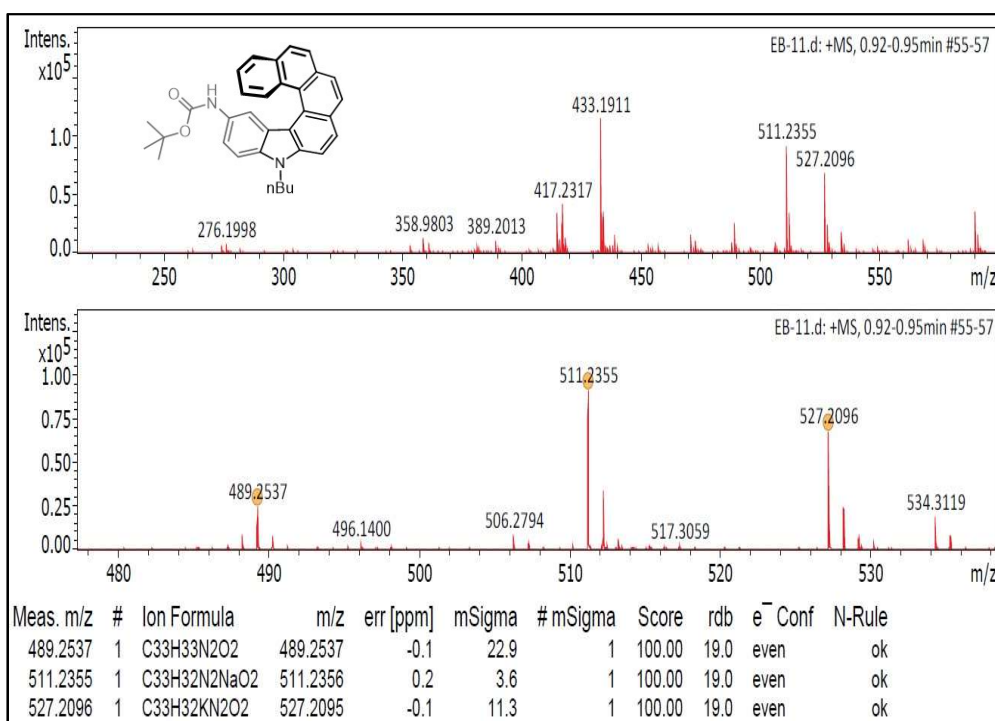 Intens.
x10⁵
EB-11.d: +MS, 0.92-0.95min #55-57
O
H
N
O
N
nBu
433.1911
511.2355
527.2096
417.2317
276.1998
358.9803
389.2013
1.0
0.5
0.0
250 300 350 400 450 500 550 m/z
Intens.
x10⁵
EB-11.d: +MS, 0.92-0.95min #55-57
1.00
0.75
0.50
0.25
0.00
511.2355
527.2096
489.2537
496.1400
506.2794
517.3059
534.3119
480 490 500 510 520 530 m/z
Meas. m/z # Ion Formula m/z err [ppm] mSigma # mSigma Score rdb e⁻ Conf N-Rule
489.2537 1 C33H33N2O2 489.2537 -0.1 22.9 1 100.00 19.0 even ok
511.2355 1 C33H32N2NaO2 511.2356 0.2 3.6 1 100.00 19.0 even ok
527.2096 1 C33H32KN2O2 527.2095 -0.1 11.3 1 100.00 19.0 even ok